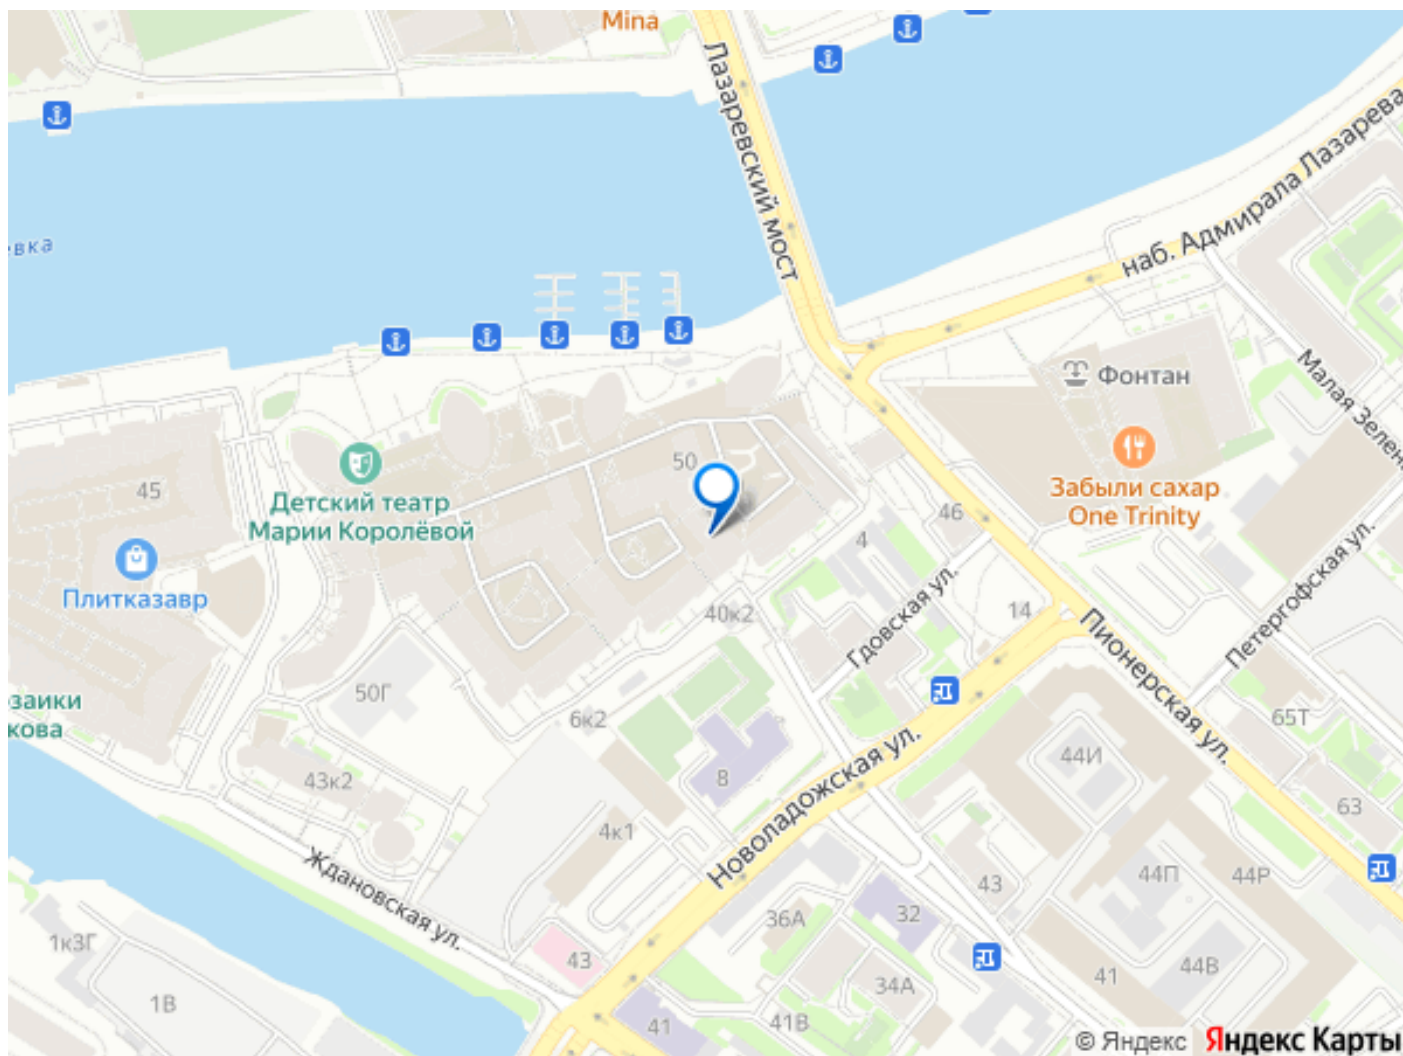 Mina
Лазаревский мост
наб. Адмирала Лазарева
евка
Фонтан
Малая Зелен
50
45
Детский театр
Марии Королёвой
Забыли сахар
One Trinity
46
4
Плитказавр
40к2
Гдовская ул.
14
Петергофская ул.
Пионерская ул.
50Г
6к2
65Т
озаики
кова
43к2
8
44И
63
Новоладожская ул.
4к1
Ждановская ул.
43
44П
44Р
36А
32
1к3Г
43
41
44В
1В
34А
41
41В
© Яндекс
Яндекс Карты